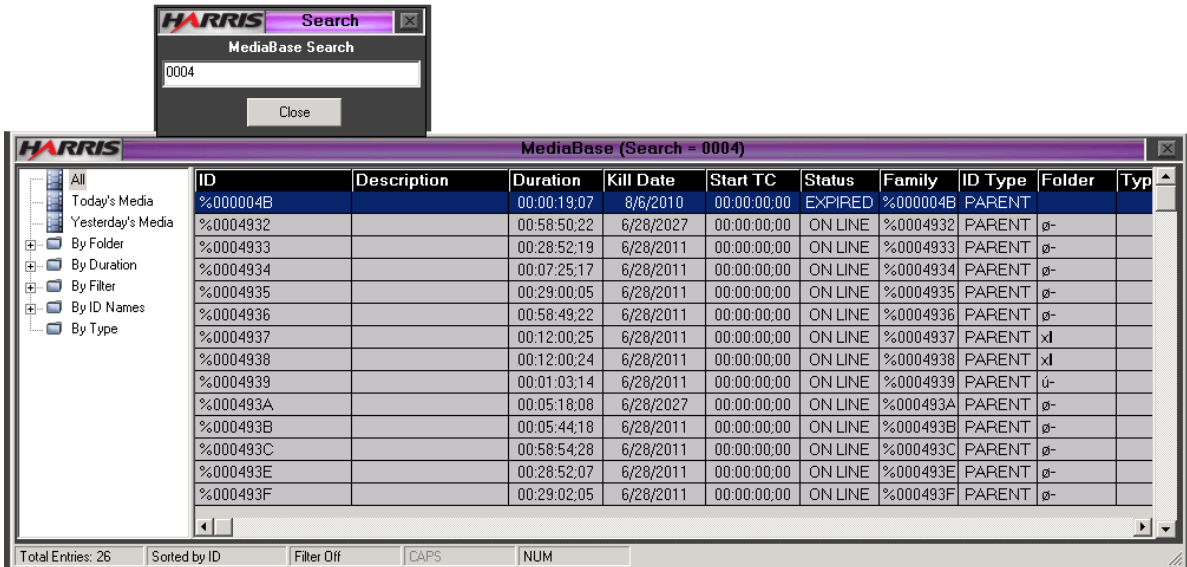 HARRIS Search
MediaBase Search
0004
Close
HARRIS MediaBase (Search = 0004)
All
Today's Media
Yesterday's Media
By Folder
By Duration
By Filter
By ID Names
By Type
ID Description Duration Kill Date Start TC Status Family ID Type Folder Typ
%000004B 00:00:19;07 8/6/2010 00:00:00;00 EXPIRED %000004B PARENT
%0004932 00:58:50;22 6/28/2027 00:00:00;00 ON LINE %0004932 PARENT ø-
%0004933 00:28:52;19 6/28/2011 00:00:00;00 ON LINE %0004933 PARENT ø-
%0004934 00:07:25;17 6/28/2011 00:00:00;00 ON LINE %0004934 PARENT ø-
%0004935 00:29:00;05 6/28/2011 00:00:00;00 ON LINE %0004935 PARENT ø-
%0004936 00:58:49;22 6/28/2011 00:00:00;00 ON LINE %0004936 PARENT ø-
%0004937 00:12:00;25 6/28/2011 00:00:00;00 ON LINE %0004937 PARENT xl
%0004938 00:12:00;24 6/28/2011 00:00:00;00 ON LINE %0004938 PARENT xl
%0004939 00:01:03;14 6/28/2011 00:00:00;00 ON LINE %0004939 PARENT ú-
%000493A 00:05:18;08 6/28/2027 00:00:00;00 ON LINE %000493A PARENT ø-
%000493B 00:05:44;18 6/28/2011 00:00:00;00 ON LINE %000493B PARENT ø-
%000493C 00:58:54;28 6/28/2011 00:00:00;00 ON LINE %000493C PARENT ø-
%000493E 00:28:52;07 6/28/2011 00:00:00;00 ON LINE %000493E PARENT ø-
%000493F 00:29:02;05 6/28/2011 00:00:00;00 ON LINE %000493F PARENT ø-
Total Entries: 26 Sorted by ID Filter Off CAPS NUM